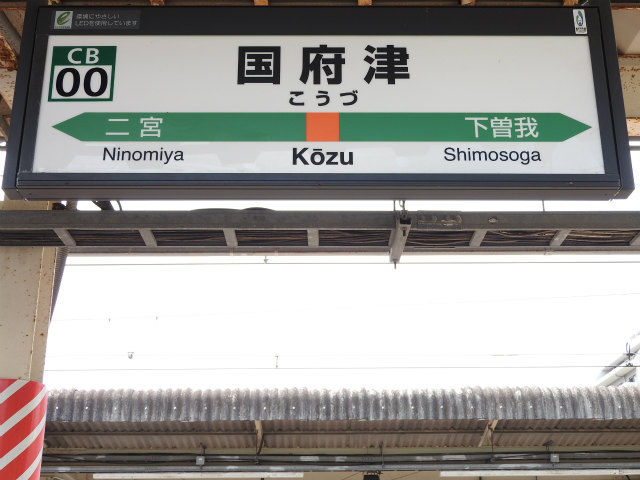 環境にやさしい
LEDを使用しています
CB
00
国府津
こうづ
二宮 下曽我
Ninomiya Kōzu Shimosoga